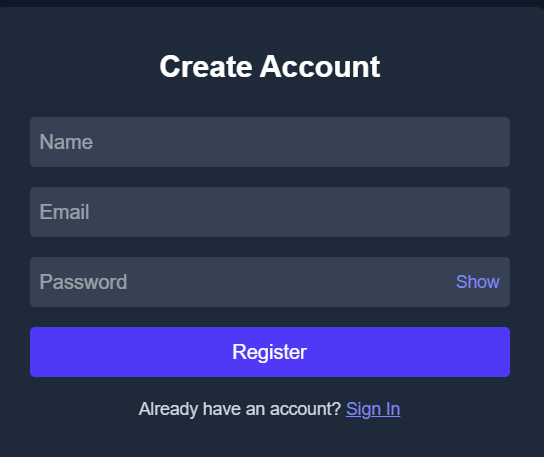 Create Account
Name
Email
Password Show
Register
Already have an account? Sign In